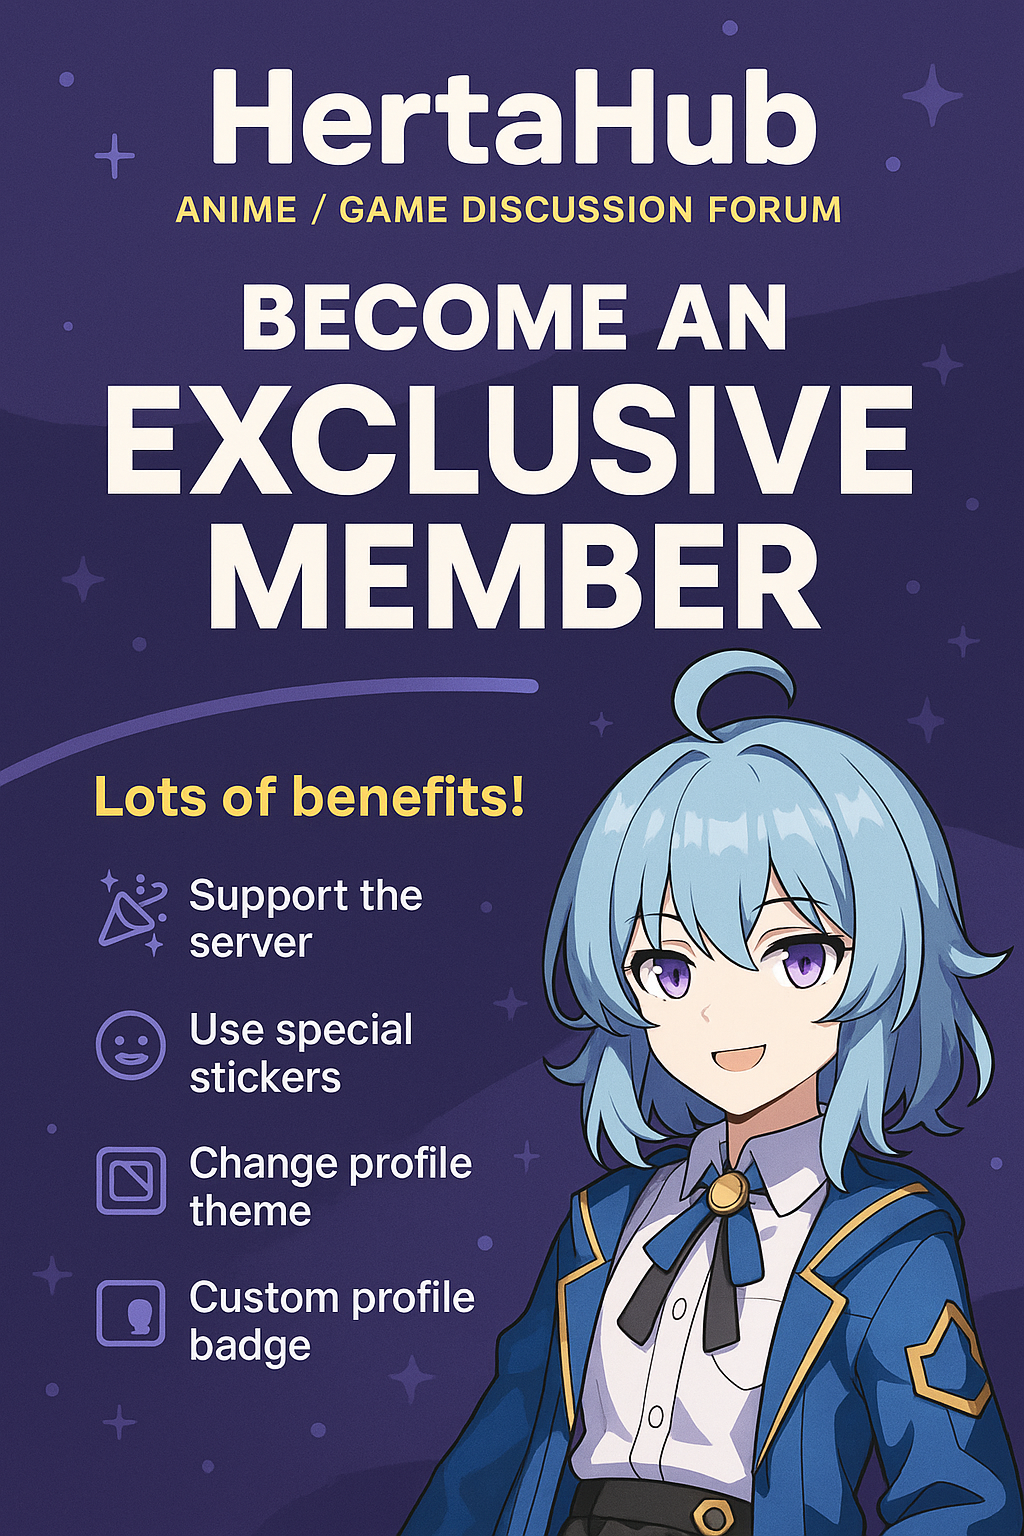 HertaHub
ANIME / GAME DISCUSSION FORUM
BECOME AN
EXCLUSIVE
MEMBER
Lots of benefits!
Support the
server
Use special
stickers
Change profile
theme
Custom profile
badge